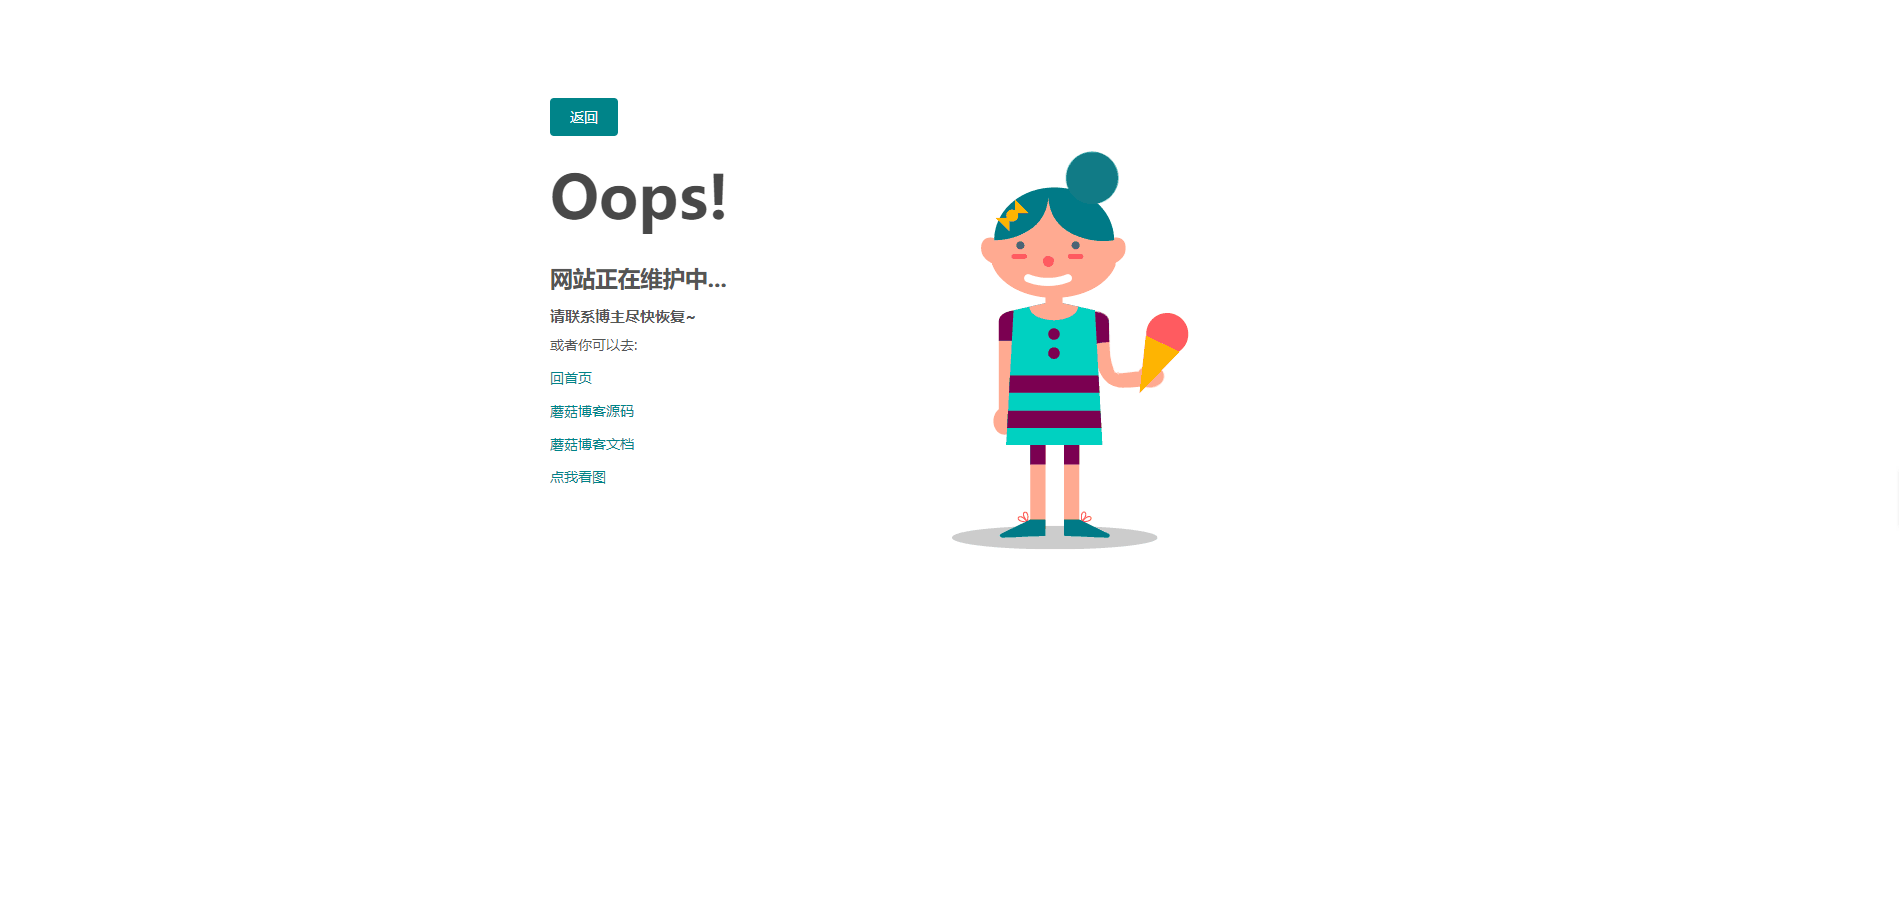 返回
Oops!
网站正在维护中...
请联系博主尽快恢复~
或者你可以去:
回首页
蘑菇博客源码
蘑菇博客文档
点我看图